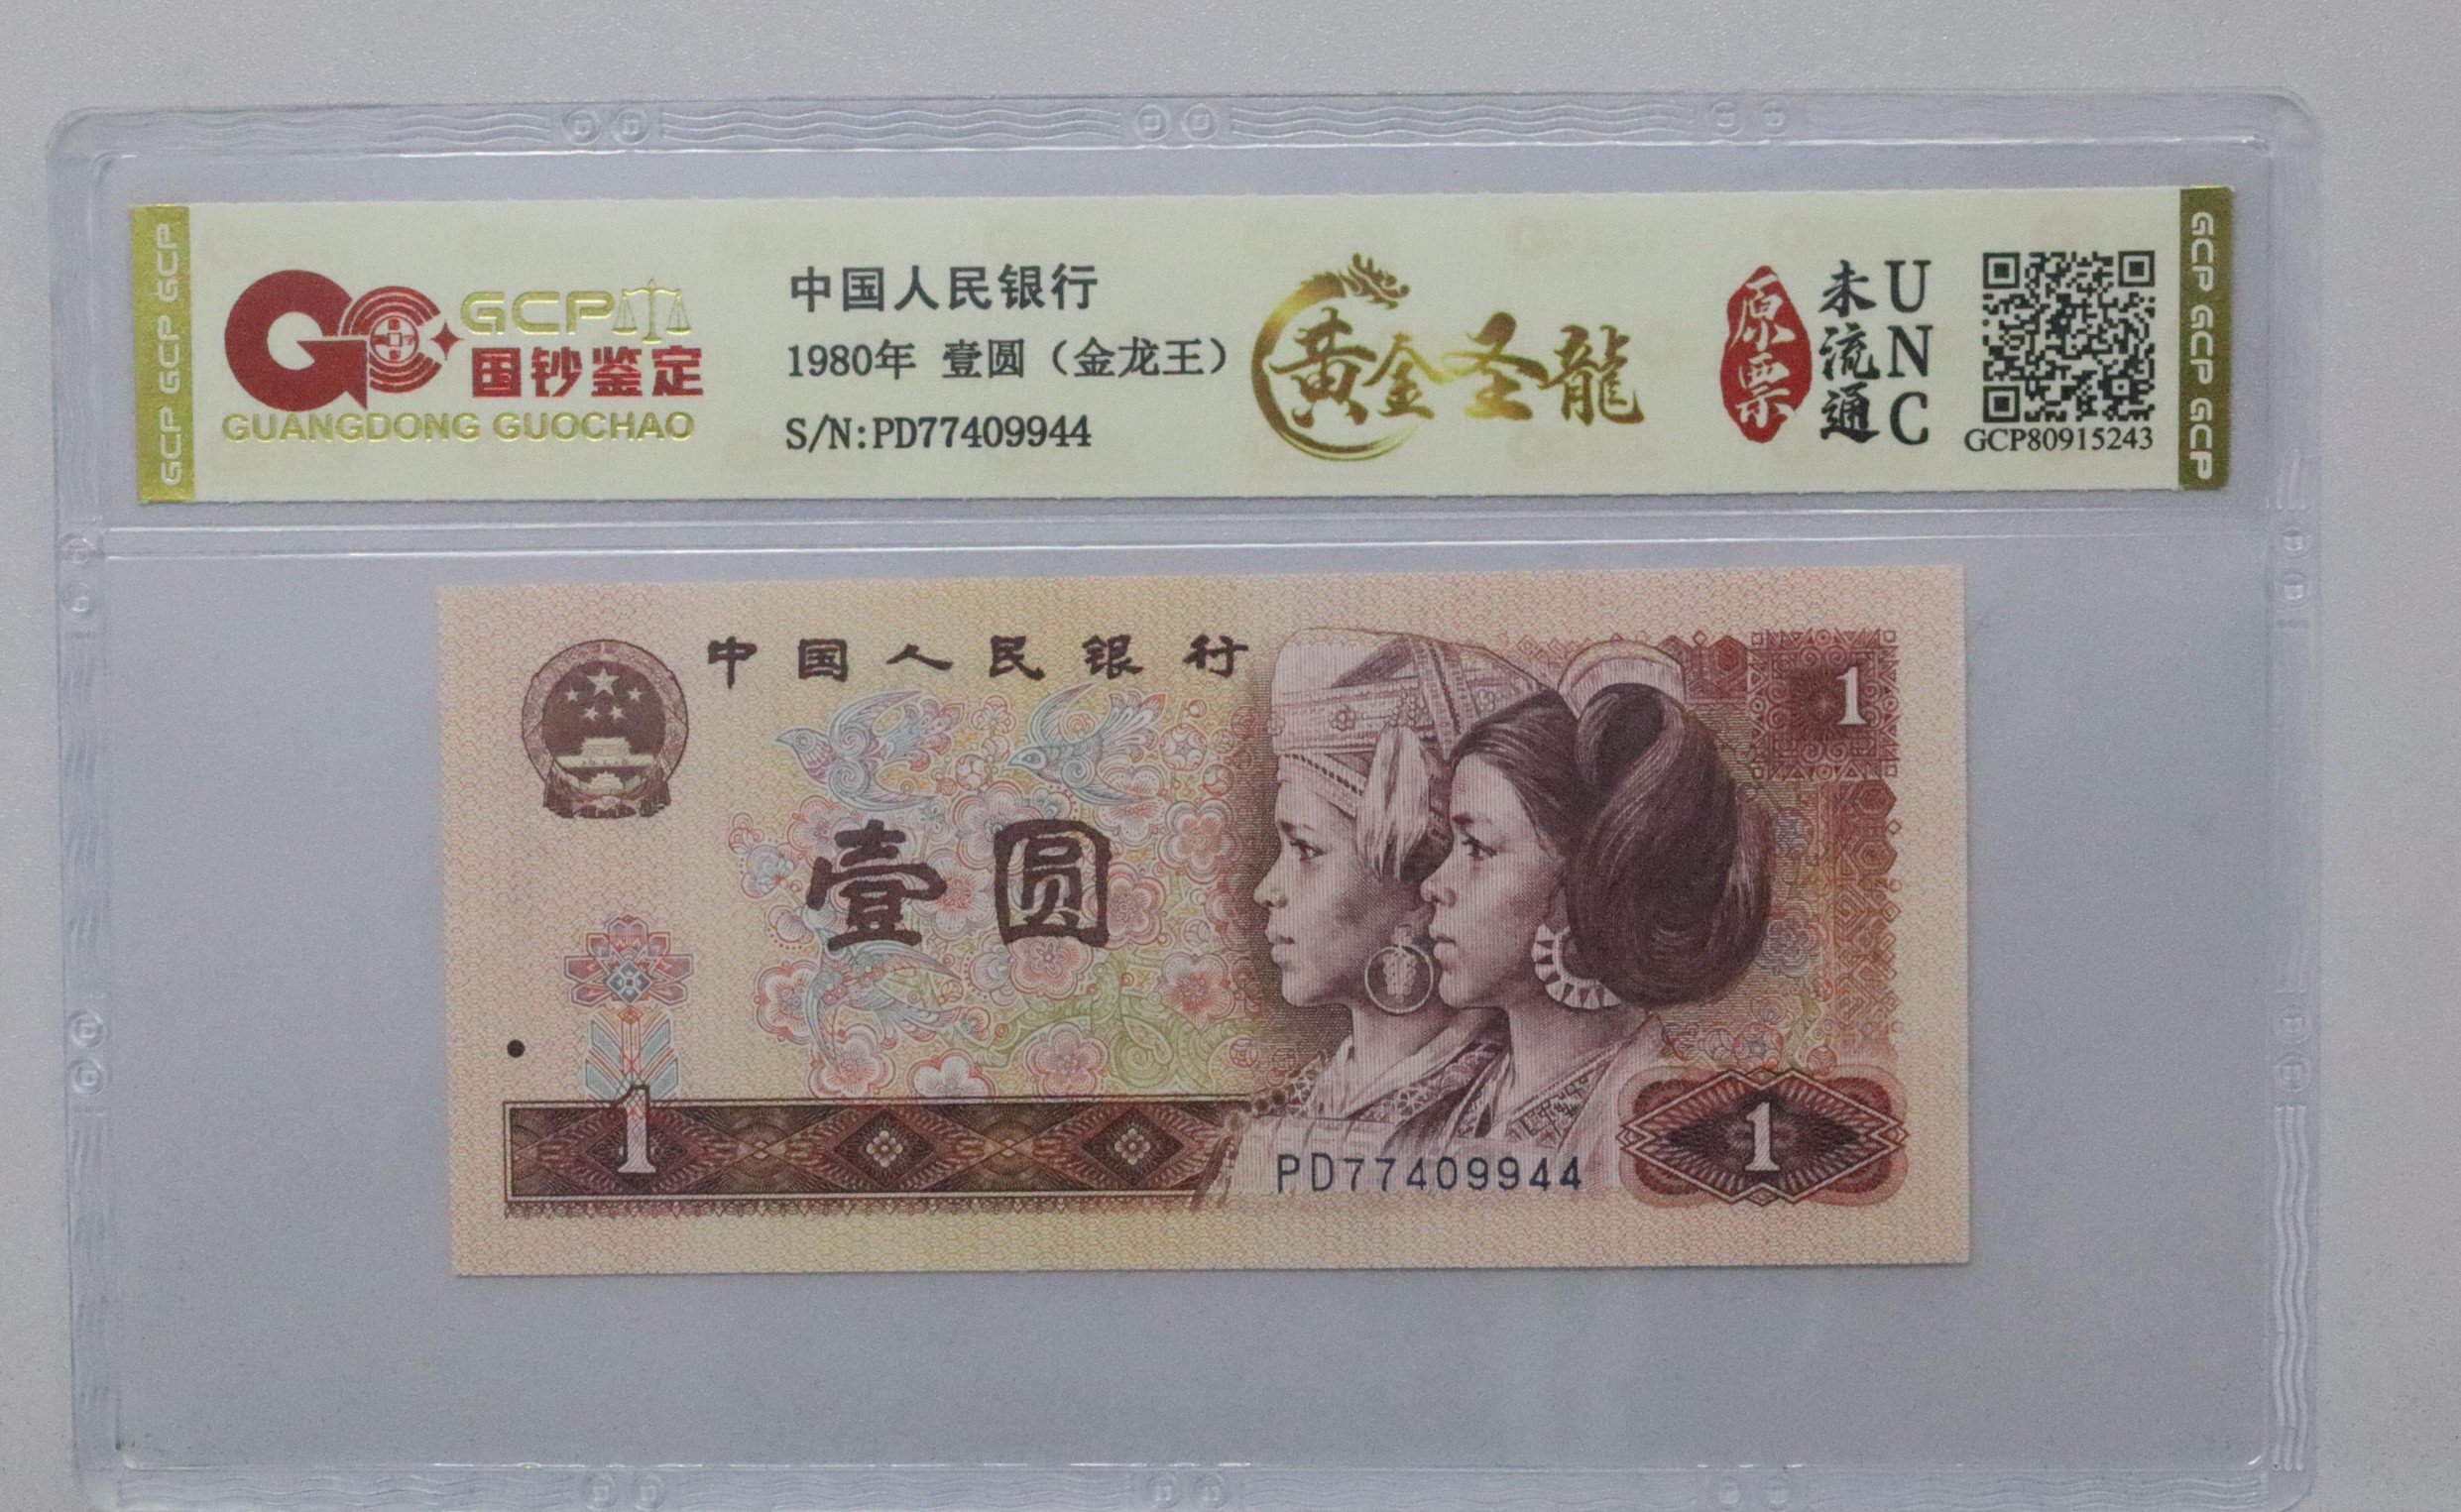 GCP GCP GCP
GCP
国钞鉴定
GUANGDONG GUOCHAO
中国人民银行
1980年 壹圆（金龙王）
S/N:PD77409944
黄金圣龍
原票
未流通
UNC
GCP80915243
GCP GCP GCP
中国人民银行
1
壹圆
1
PD77409944
1